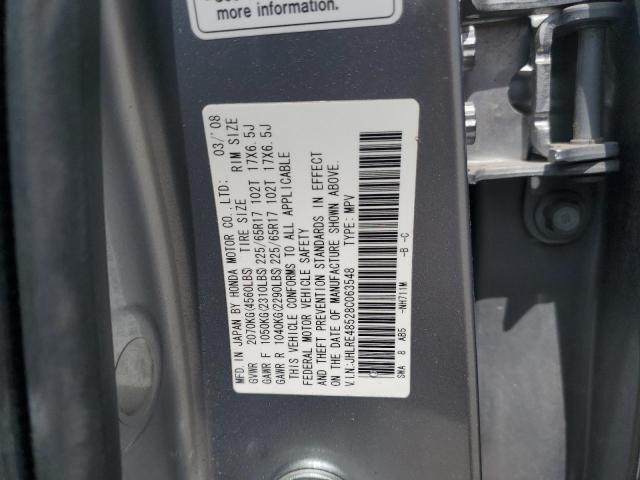 more information.
MFD. IN JAPAN BY HONDA MOTOR CO., LTD. 03/'08
GVWR 2070KG(4560LBS) TIRE SIZE RIM SIZE
GAWR F 1050KG(2310LBS) 225/65R17 102T 17X6.5J
GAWR R 1040KG(2290LBS) 225/65R17 102T 17X6.5J
THIS VEHICLE CONFORMS TO ALL APPLICABLE
FEDERAL MOTOR VEHICLE SAFETY
AND THEFT PREVENTION STANDARDS IN EFFECT
ON THE DATE OF MANUFACTURE SHOWN ABOVE.
V.I.N:JHLRE48528C063548 TYPE: MPV
SWA 8 AB5 -NH711M -B -C